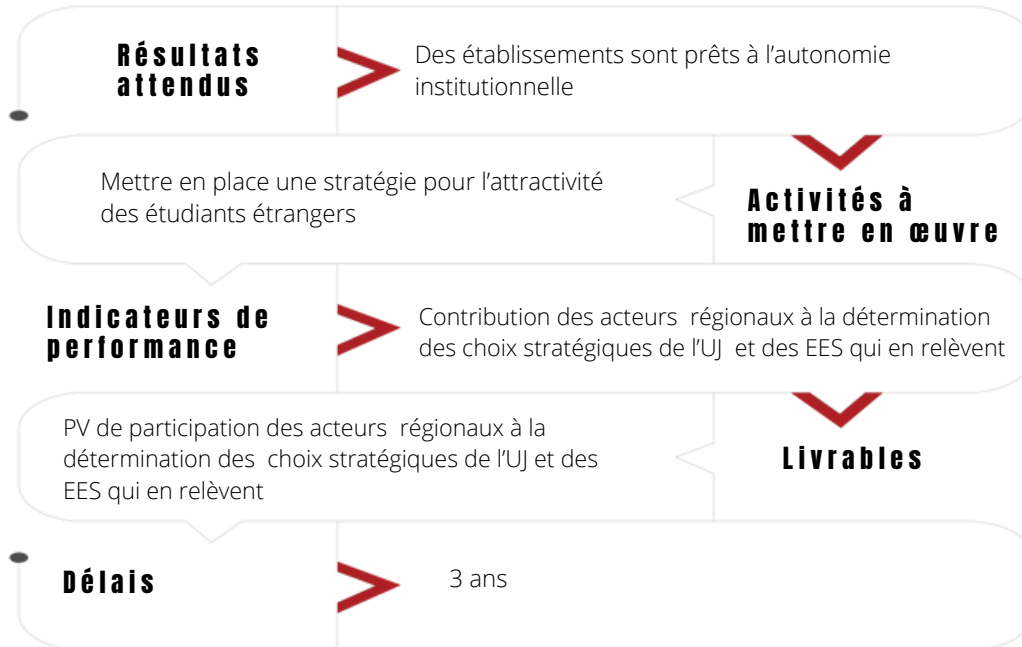 Résultats
attendus
Des établissements sont prêts à l’autonomie
institutionnelle
Mettre en place une stratégie pour l’attractivité
des étudiants étrangers
Activités à
mettre en œuvre
Indicateurs de
performance
Contribution des acteurs régionaux à la détermination
des choix stratégiques de l’UJ et des EES qui en relèvent
PV de participation des acteurs régionaux à la
détermination des choix stratégiques de l’UJ et des
EES qui en relèvent
Livrables
Délais
3 ans